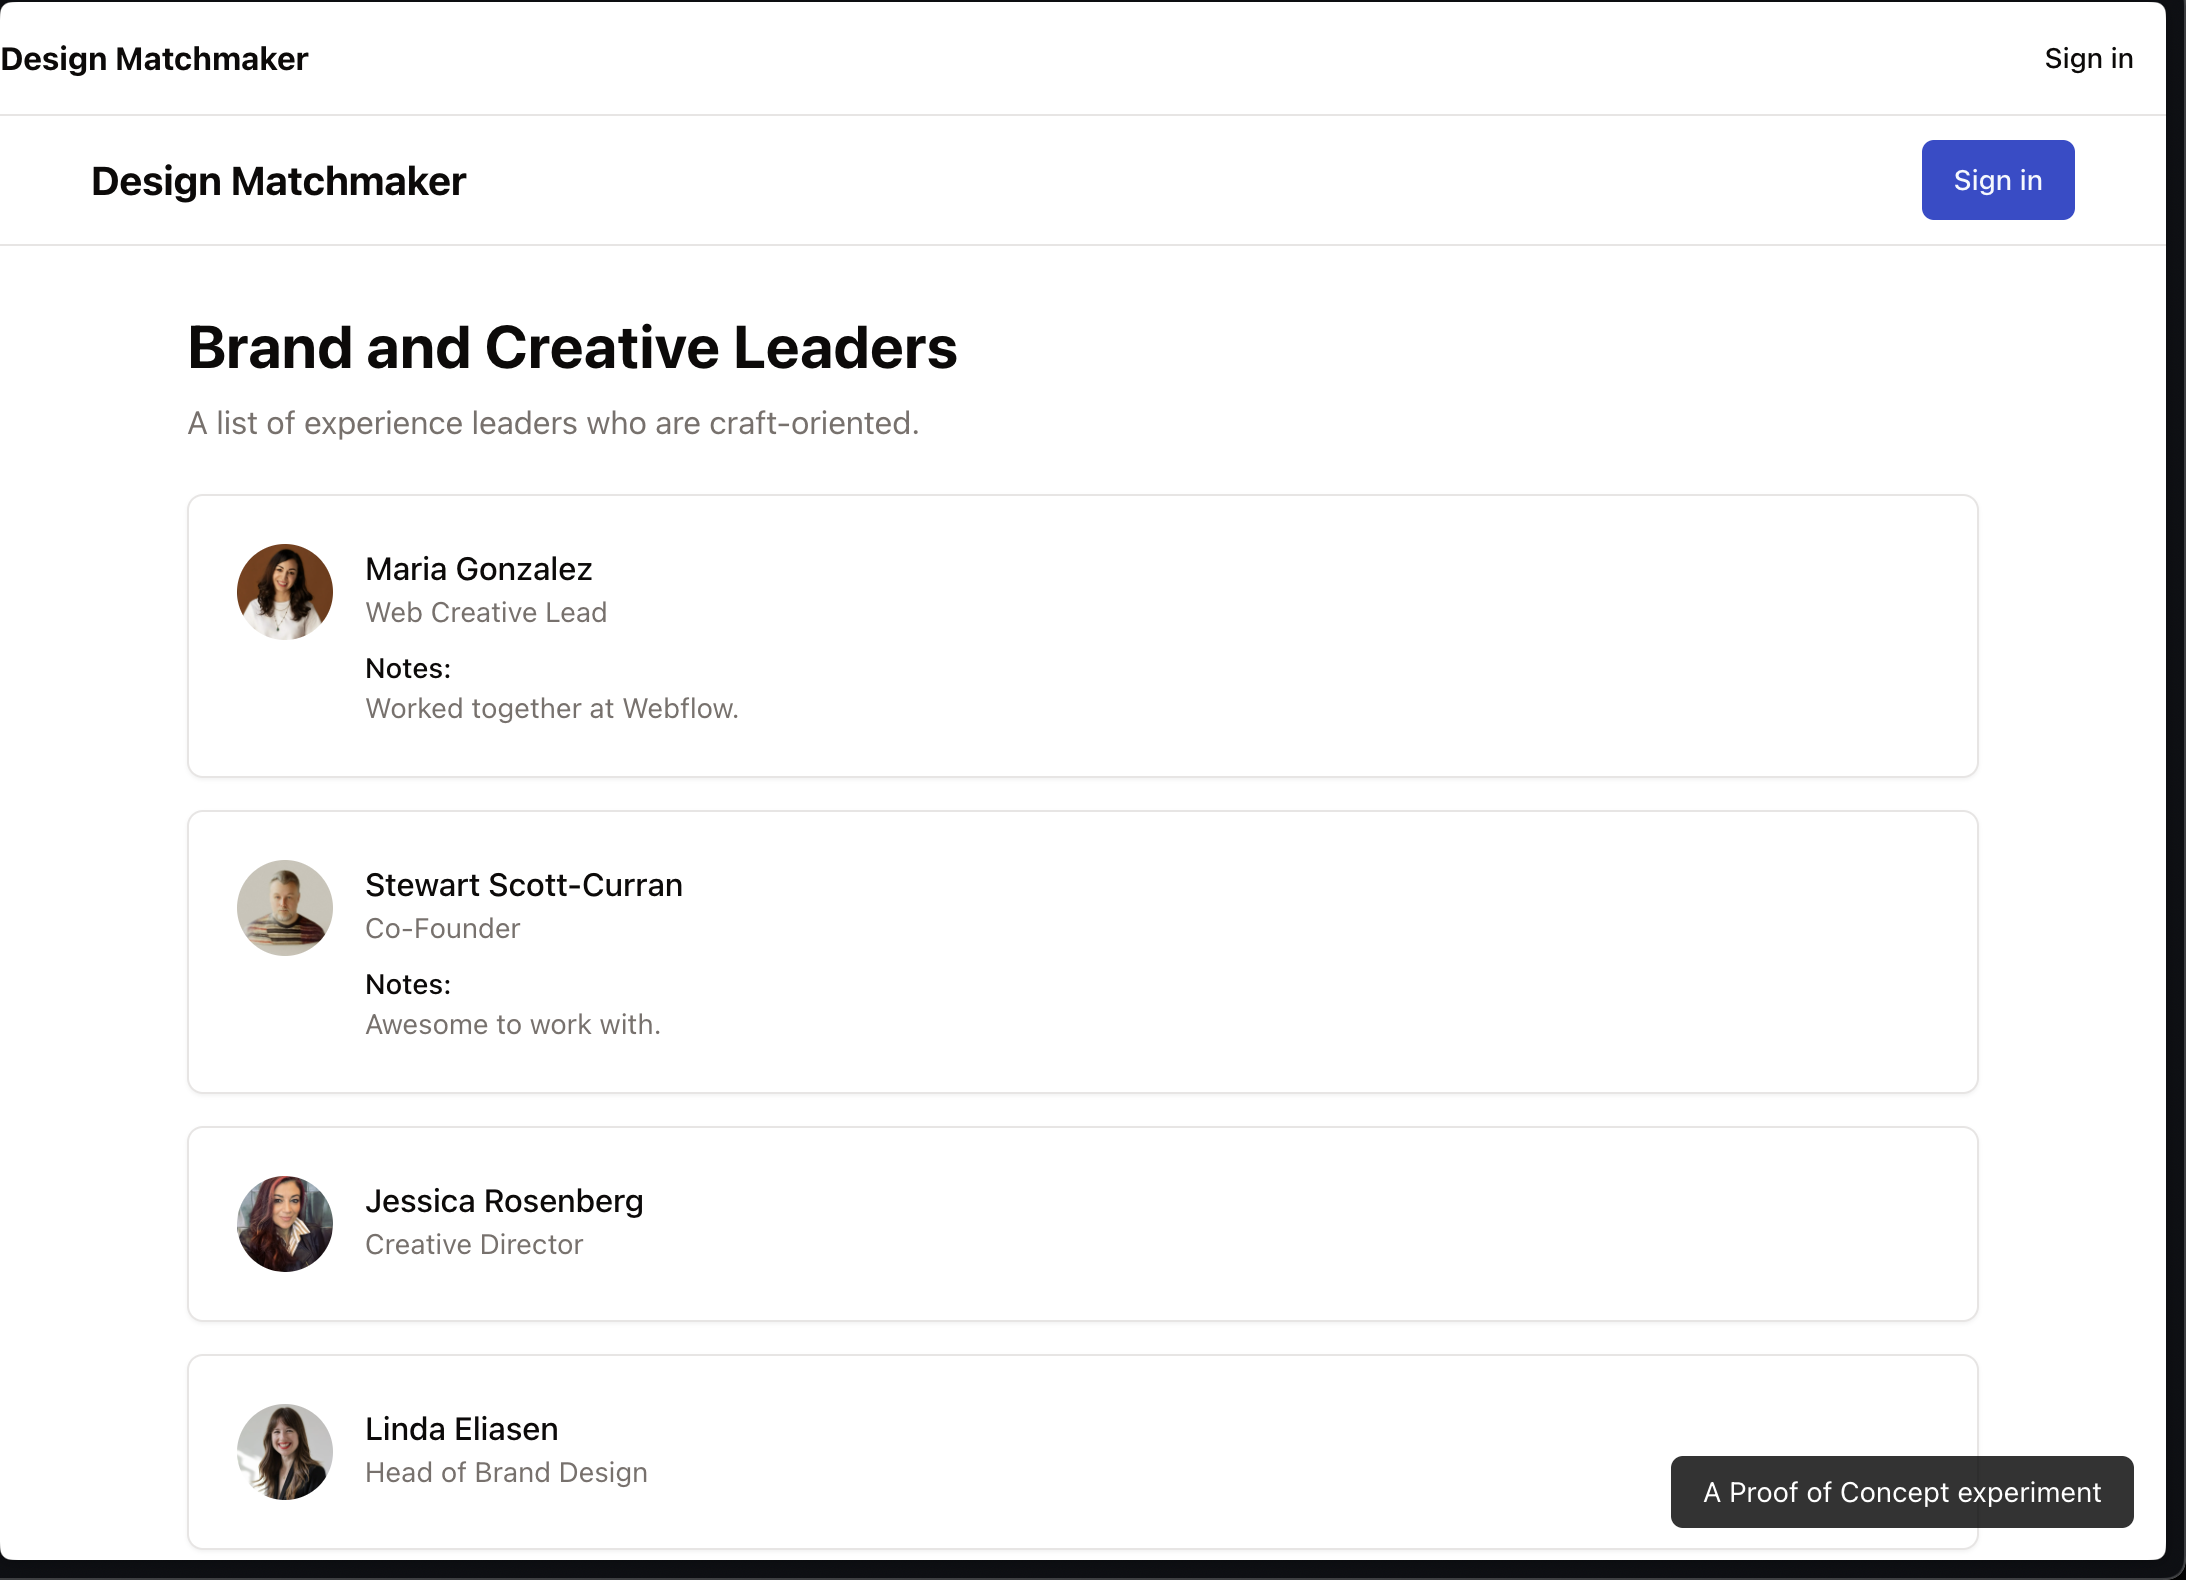 Design Matchmaker
Sign in
Design Matchmaker
Sign in
Brand and Creative Leaders
A list of experience leaders who are craft-oriented.
Maria Gonzalez
Web Creative Lead
Notes:
Worked together at Webflow.
Stewart Scott-Curran
Co-Founder
Notes:
Awesome to work with.
Jessica Rosenberg
Creative Director
Linda Eliasen
Head of Brand Design
A Proof of Concept experiment